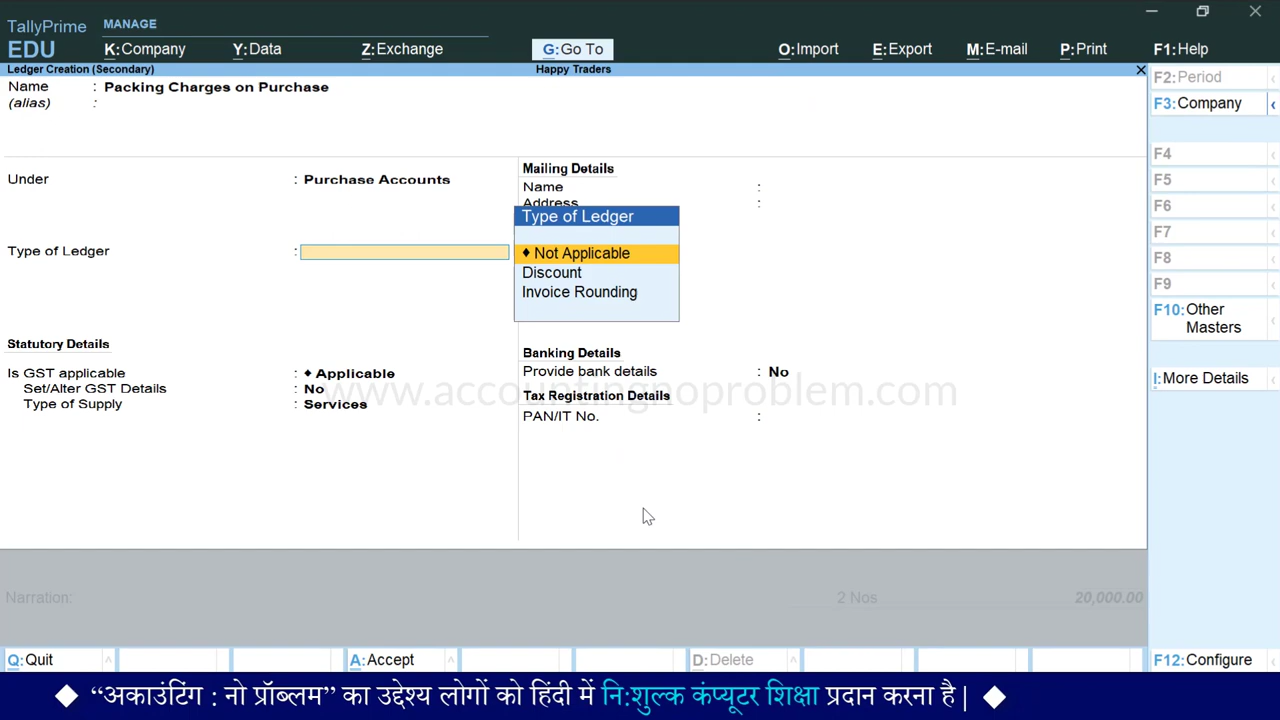 TallyPrime
EDU
MANAGE
K:Company
Y:Data
Z:Exchange
G:Go To
O:Import
E:Export
M:E-mail
P:Print
F1:Help
Ledger Creation (Secondary)
Happy Traders
Name : Packing Charges on Purchase
(alias) :
Under : Purchase Accounts
Type of Ledger :
Statutory Details
Is GST applicable : ♦ Applicable
Set/Alter GST Details : No
Type of Supply : Services
Mailing Details
Name :
Address :
Type of Ledger
♦ Not Applicable
Discount
Invoice Rounding
Banking Details
Provide bank details : No
Tax Registration Details
PAN/IT No. :
www.accountingnoproblem.com
Narration:
2 Nos
20,000.00
F2:Period
F3:Company
F4
F5
F6
F7
F8
F9
F10:Other
Masters
I:More Details
F12:Configure
Q:Quit
A:Accept
D:Delete
◆ “अकाउंटिंग : नो प्रॉब्लम” का उद्देश्य लोगों को हिंदी में नि:शुल्क कंप्यूटर शिक्षा प्रदान करना है | ◆